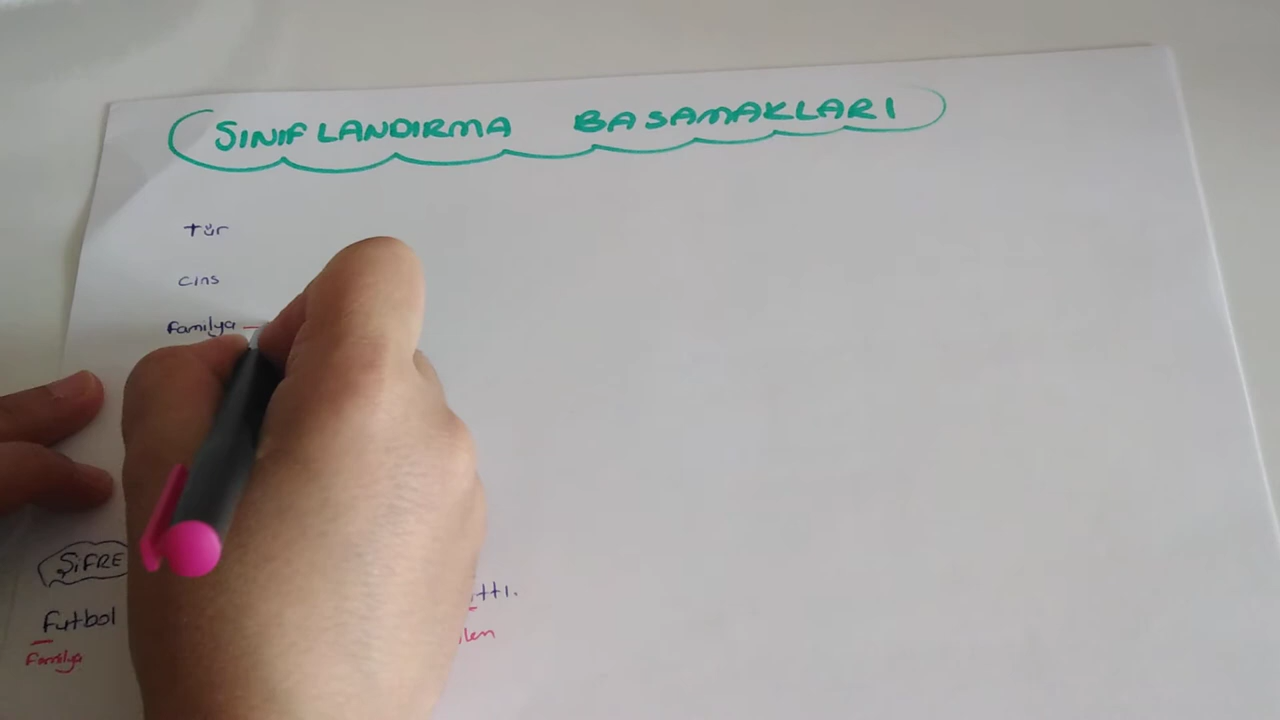 SINIFLANDIRMA BASAMAKLARI
Tür
Cins
Familya
ŞİFRE
Futbol
Familya